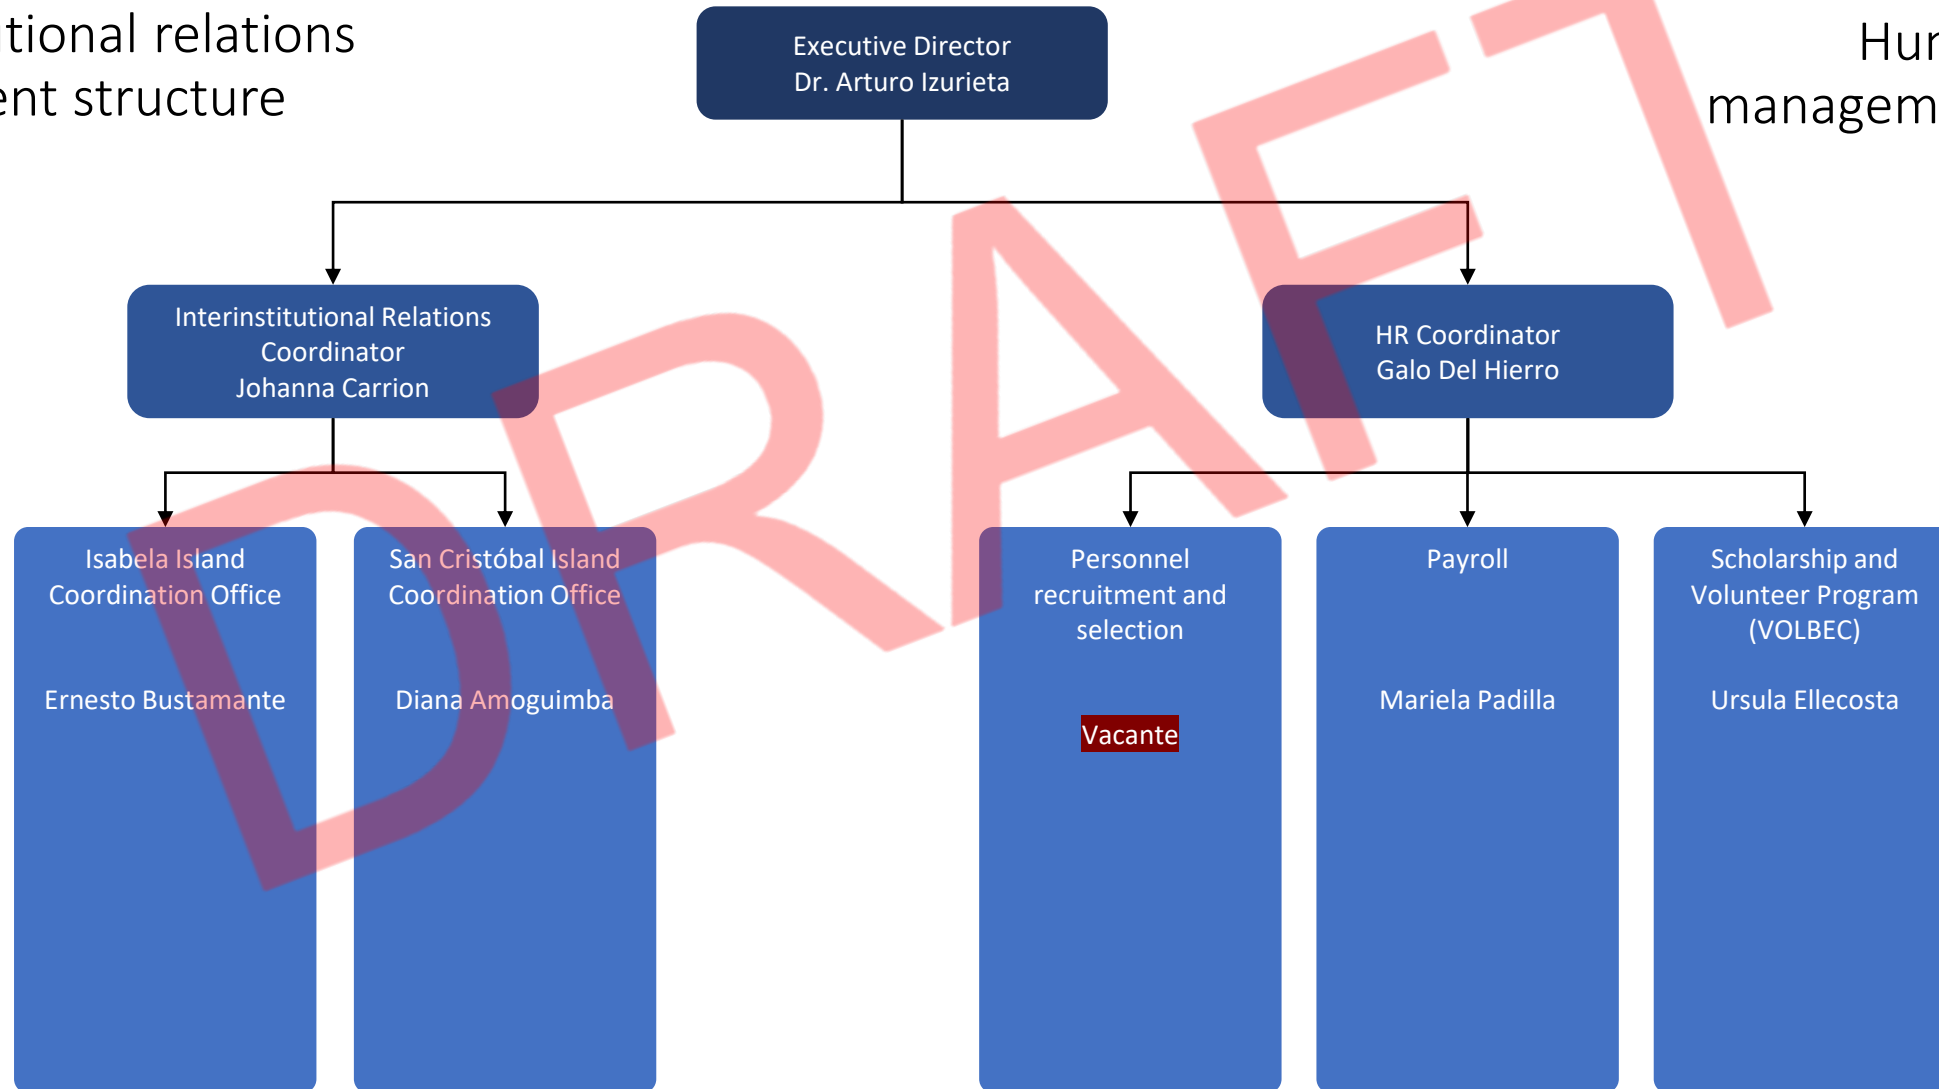 utional relations
ent structure
Executive Director
Dr. Arturo Izurieta
Hur
managem
Interinstitutional Relations
Coordinator
Johanna Carrion
HR Coordinator
Galo Del Hierro
Isabela Island
Coordination Office
Ernesto Bustamante
San Cristóbal Island
Coordination Office
Diana Amoguimba
Personnel
recruitment and
selection
Vacante
Payroll
Mariela Padilla
Scholarship and
Volunteer Program
(VOLBEC)
Ursula Ellecosta
DRAFT